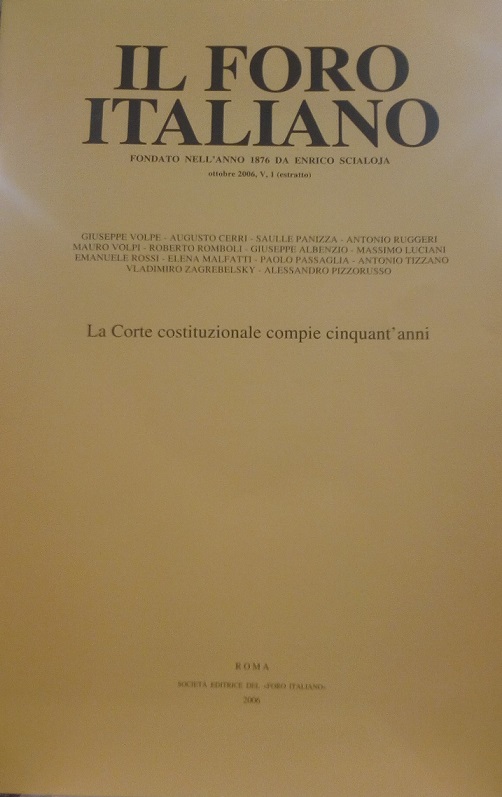 IL FORO
ITALIANO
FONDATO NELL'ANNO 1876 DA ENRICO SCIALOJA
ottobre 2006, V, 1 (estratto)
GIUSEPPE VOLPE - AUGUSTO CERRI - SAULLE PANIZZA - ANTONIO RUGGERI
MAURO VOLPI - ROBERTO ROMBOLI - GIUSEPPE ALBENZIO - MASSIMO LUCIANI
EMANUELE ROSSI - ELENA MALFATTI - PAOLO PASSAGLIA - ANTONIO TIZZANO
VLADIMIRO ZAGREBELSKY - ALESSANDRO PIZZORUSSO
La Corte costituzionale compie cinquant'anni
ROMA
SOCIETÀ EDITRICE DEL «FORO ITALIANO»
2006